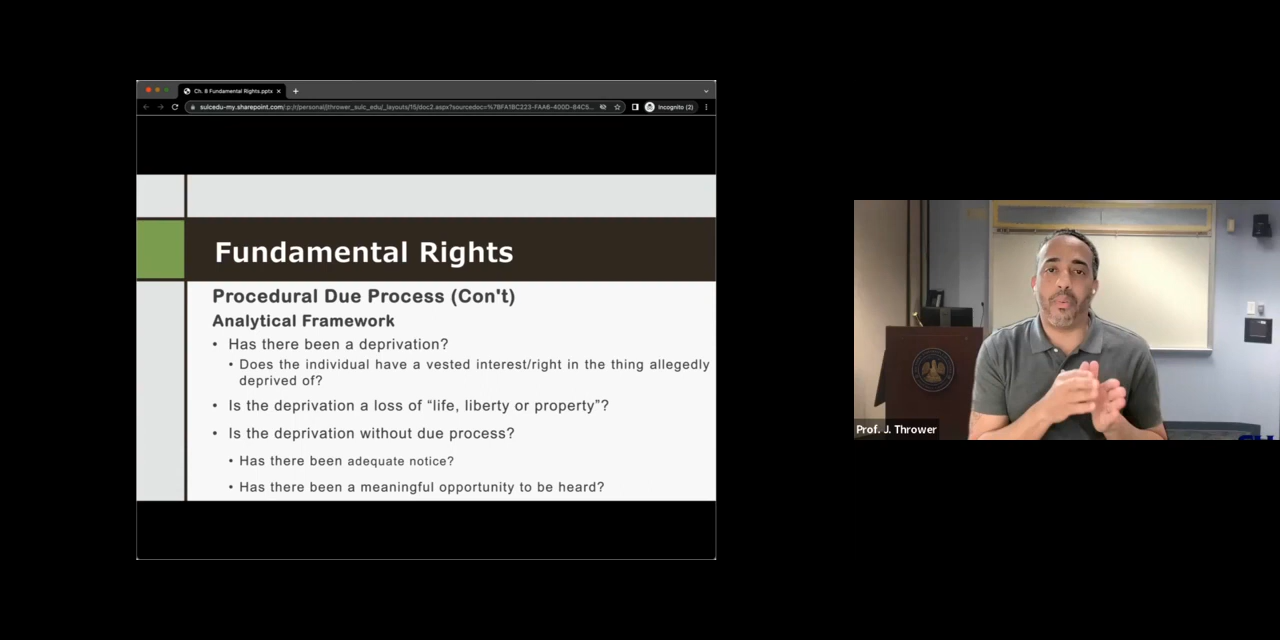 Ch. 8 Fundamental Rights.pptx
sulcedu-my.sharepoint.com/:p:/r/personal/jthrower_sulc_edu/_layouts/15/doc2.aspx?sourcedoc=%7BFA1BC223-FAA6-400D-84C5...
Incognito (2)
Fundamental Rights
Procedural Due Process (Con't)
Analytical Framework
• Has there been a deprivation?
• Does the individual have a vested interest/right in the thing allegedly
deprived of?
• Is the deprivation a loss of “life, liberty or property”?
• Is the deprivation without due process?
• Has there been adequate notice?
• Has there been a meaningful opportunity to be heard?
Prof. J. Thrower